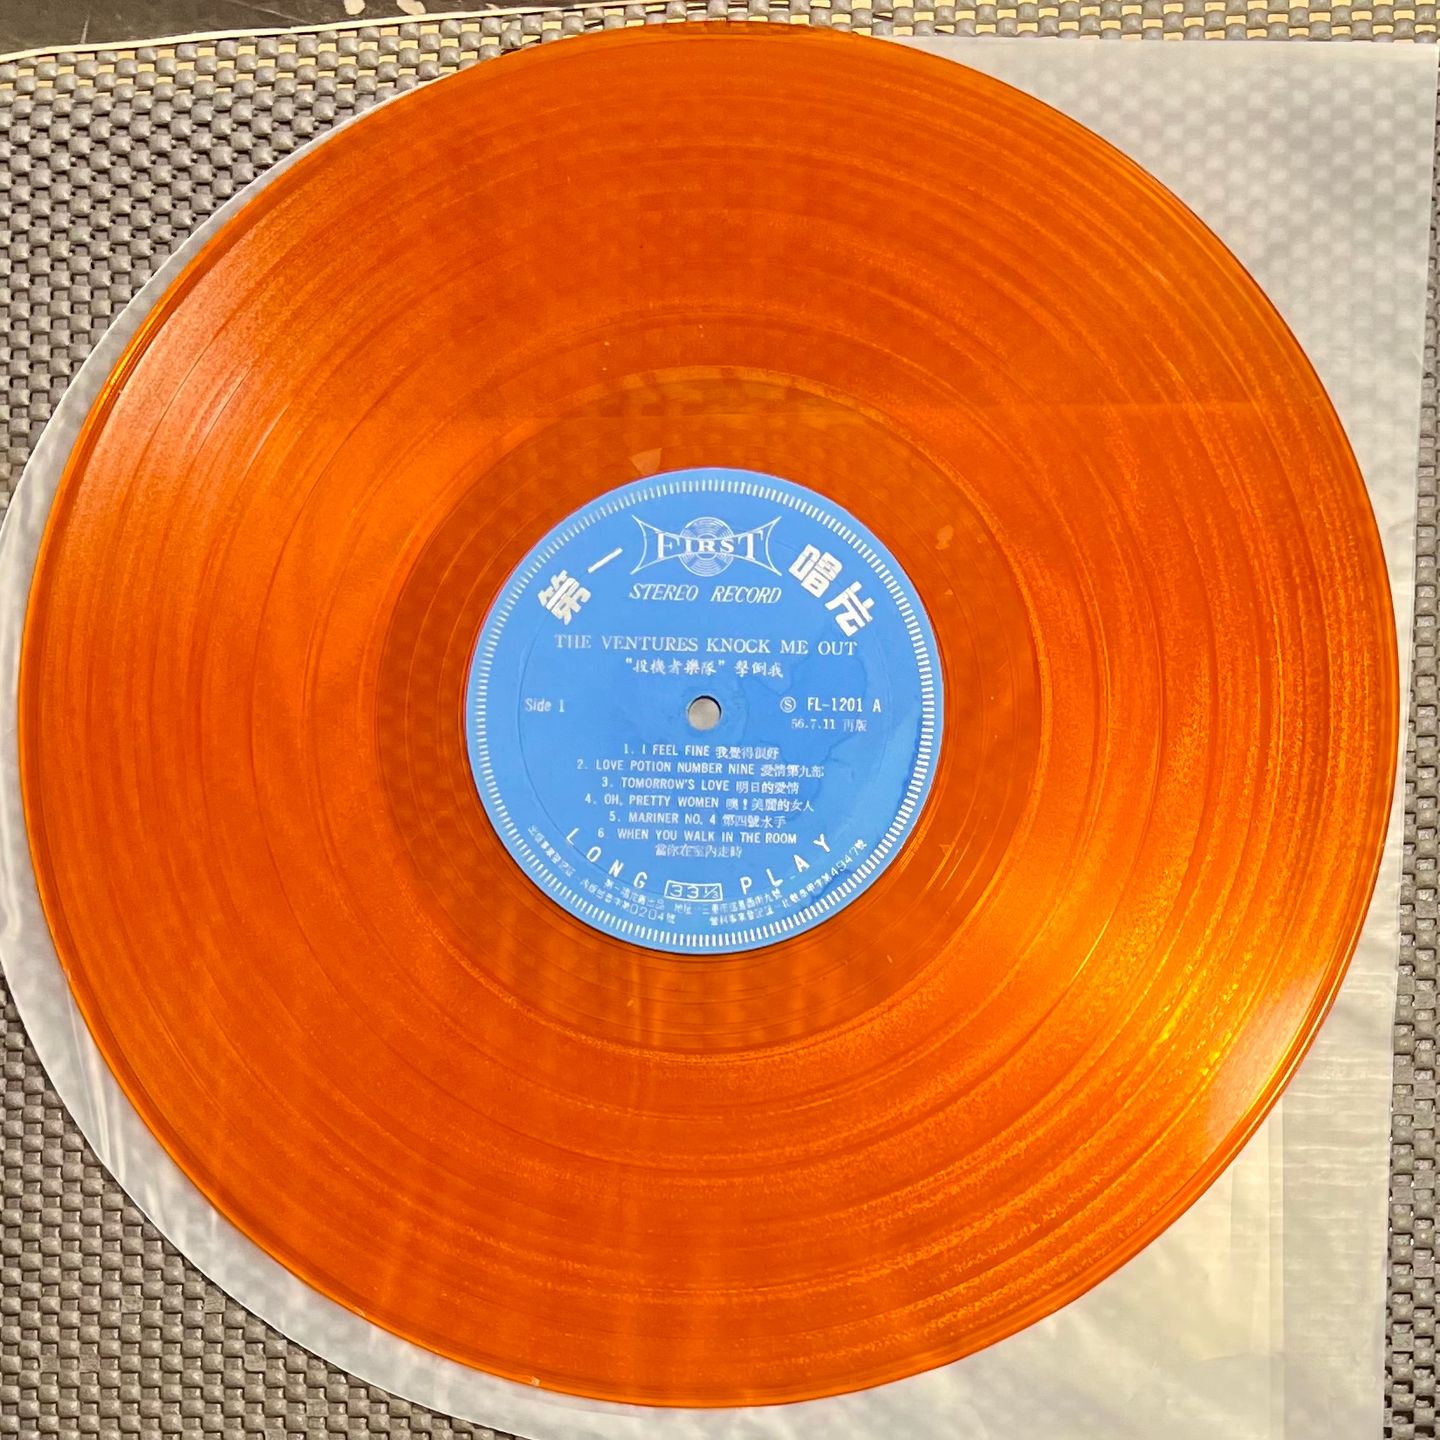 FIRST
第一唱片
STEREO RECORD
THE VENTURES KNOCK ME OUT
"投機者樂隊" 擊倒我
Side 1
Ⓢ FL-1201 A
56.7.11 再版
1. I FEEL FINE 我覺得很好
2. LOVE POTION NUMBER NINE 愛情第九部
3. TOMORROW'S LOVE 明日的愛情
4. OH, PRETTY WOMEN 噢!美麗的女人
5. MARINER NO. 4 第四號水手
6. WHEN YOU WALK IN THE ROOM
當你在室內走時
LONG 33⅓ PLAY